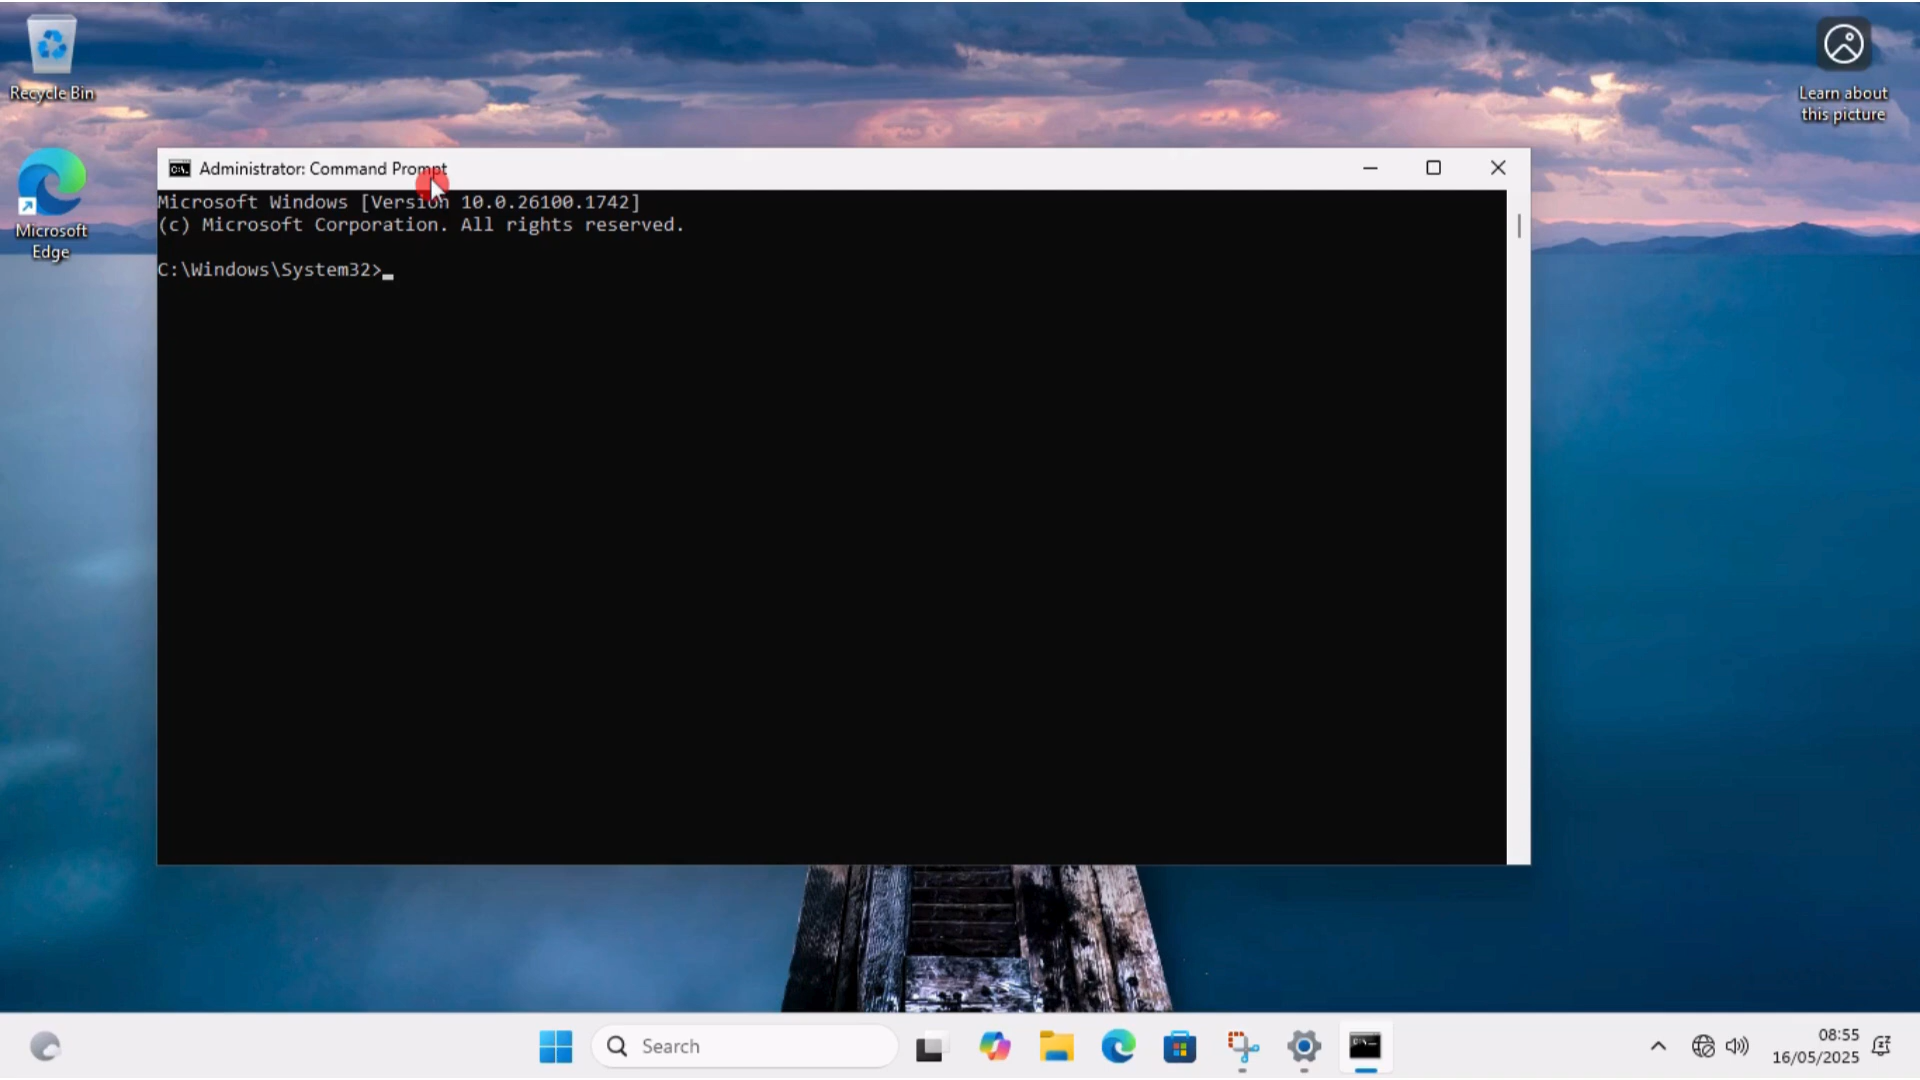 Recycle Bin
Learn about
this picture
Microsoft
Edge
Administrator: Command Prompt
Microsoft Windows [Version 10.0.26100.1742]
(c) Microsoft Corporation. All rights reserved.
C:\Windows\System32>
Search
08:55
16/05/2025